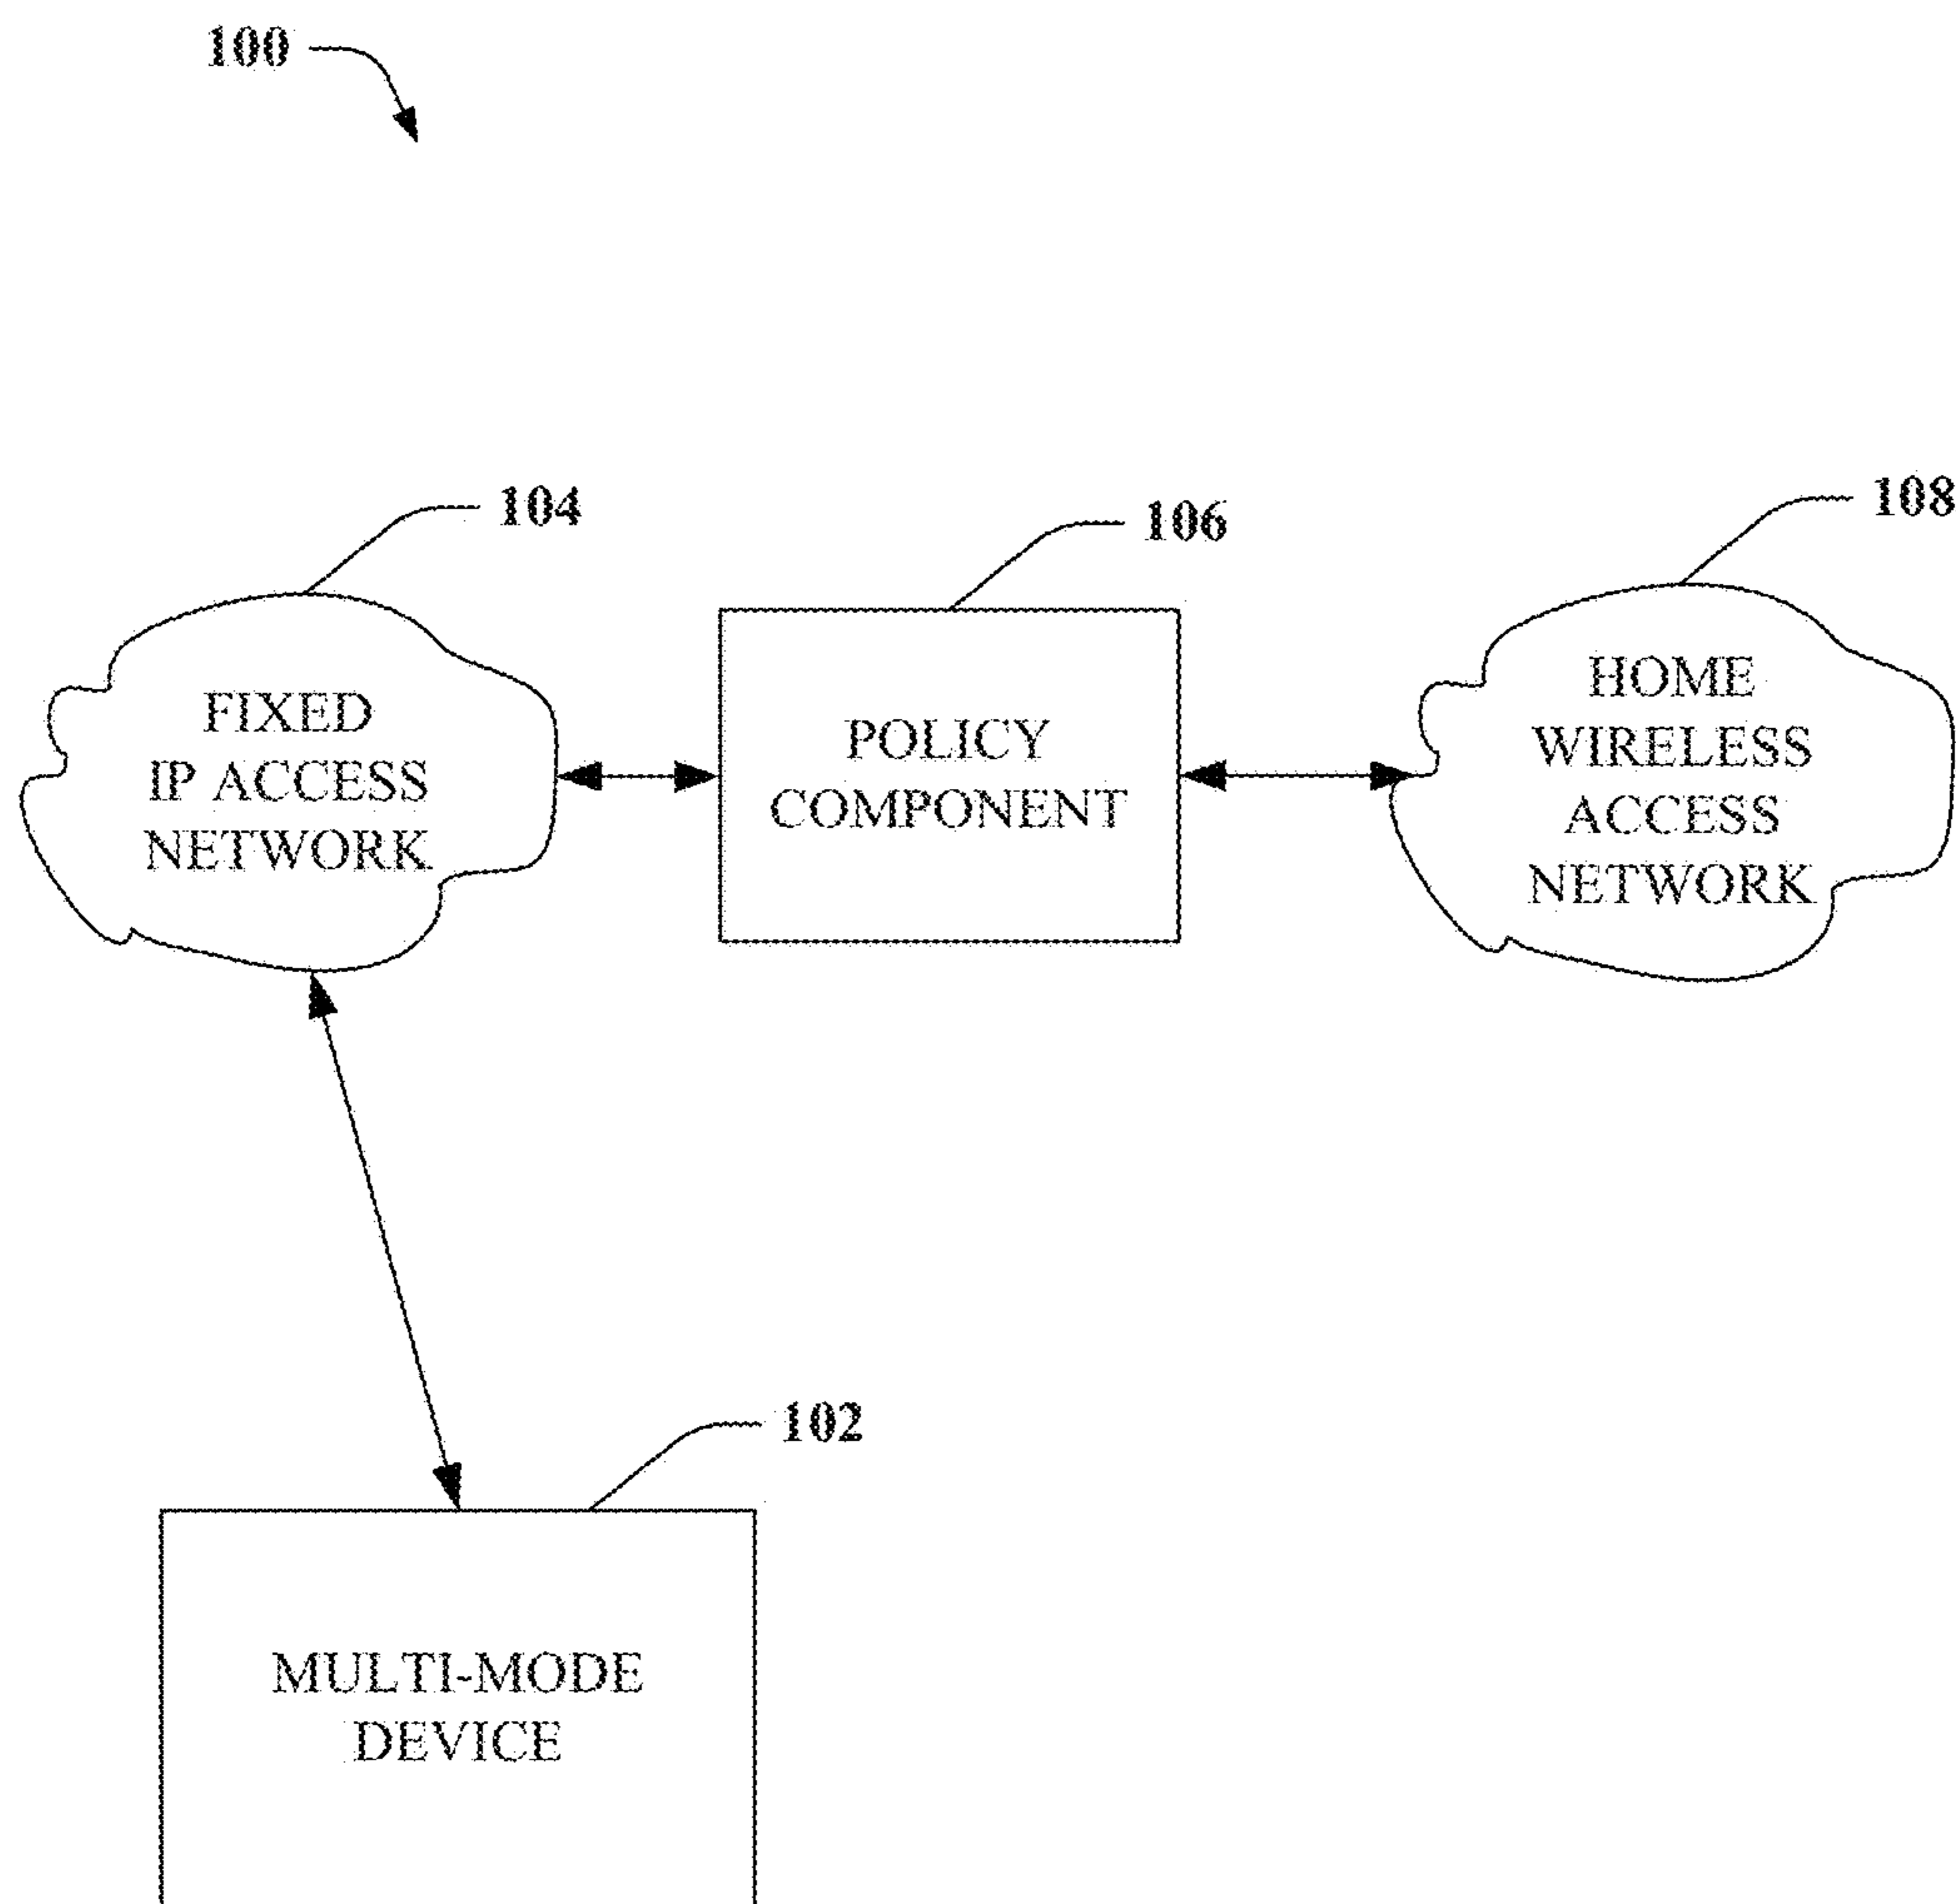 100
104
106
108
FIXED
IP ACCESS
NETWORK
POLICY
COMPONENT
HOME
WIRELESS
ACCESS
NETWORK
102
MULTI-MODE
DEVICE